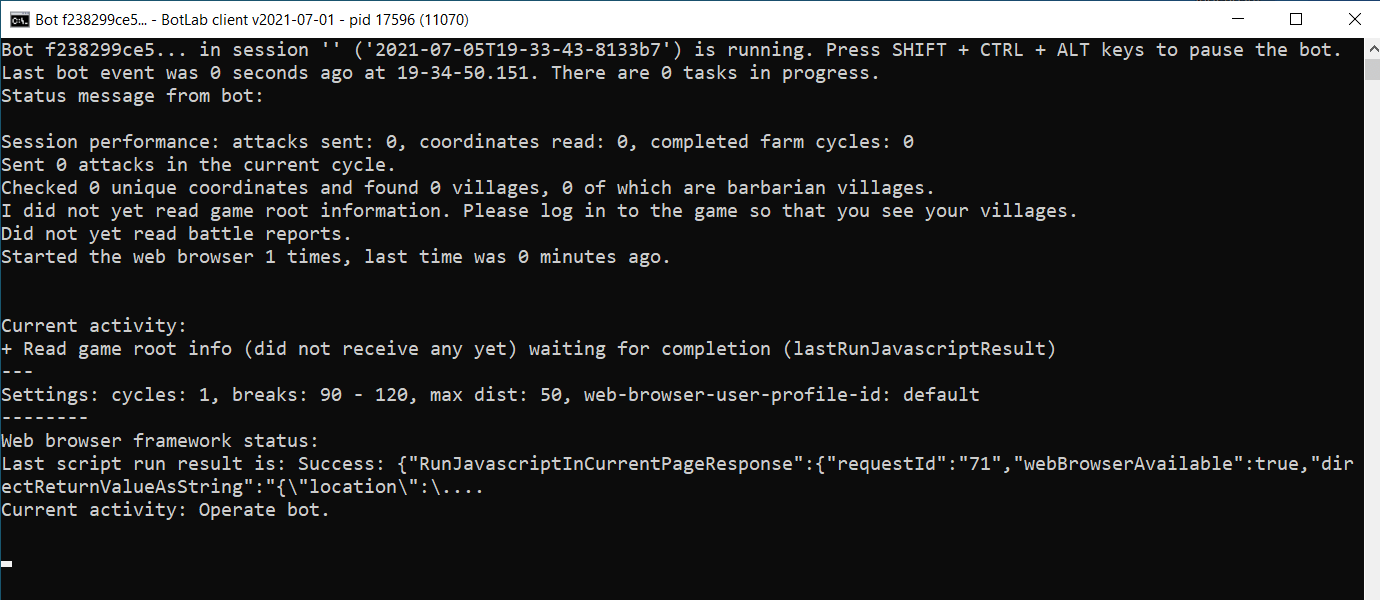 Bot f238299ce5... - BotLab client v2021-07-01 - pid 17596 (11070)
Bot f238299ce5... in session '' ('2021-07-05T19-33-43-8133b7') is running. Press SHIFT + CTRL + ALT keys to pause the bot.
Last bot event was 0 seconds ago at 19-34-50.151. There are 0 tasks in progress.
Status message from bot:
Session performance: attacks sent: 0, coordinates read: 0, completed farm cycles: 0
Sent 0 attacks in the current cycle.
Checked 0 unique coordinates and found 0 villages, 0 of which are barbarian villages.
I did not yet read game root information. Please log in to the game so that you see your villages.
Did not yet read battle reports.
Started the web browser 1 times, last time was 0 minutes ago.
Current activity:
+ Read game root info (did not receive any yet) waiting for completion (lastRunJavascriptResult)
---
Settings: cycles: 1, breaks: 90 - 120, max dist: 50, web-browser-user-profile-id: default
--------
Web browser framework status:
Last script run result is: Success: {"RunJavascriptInCurrentPageResponse":{"requestId":"71","webBrowserAvailable":true,"dir
ectReturnValueAsString":"{\"location\":\....
Current activity: Operate bot.